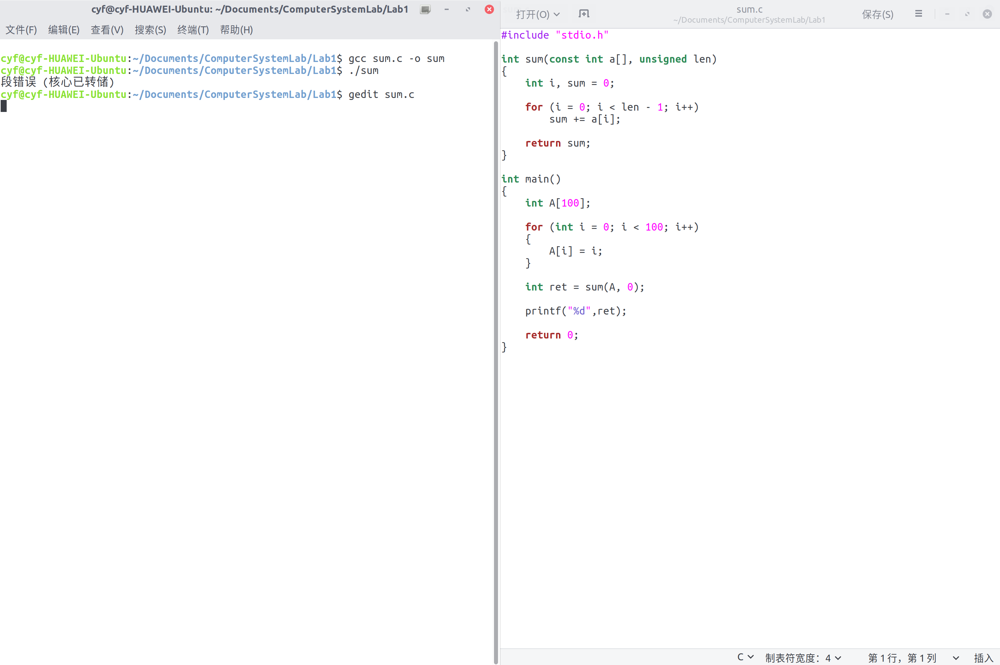 cyf@cyf-HUAWEI-Ubuntu: ~/Documents/ComputerSystemLab/Lab1
文件(F) 编辑(E) 查看(V) 搜索(S) 终端(T) 帮助(H)
cyf@cyf-HUAWEI-Ubuntu:~/Documents/ComputerSystemLab/Lab1$ gcc sum.c -o sum
cyf@cyf-HUAWEI-Ubuntu:~/Documents/ComputerSystemLab/Lab1$ ./sum
段错误 (核心已转储)
cyf@cyf-HUAWEI-Ubuntu:~/Documents/ComputerSystemLab/Lab1$ gedit sum.c
打开(O) sum.c 保存(S)
~/Documents/ComputerSystemLab/Lab1
#include "stdio.h"
int sum(const int a[], unsigned len)
{
    int i, sum = 0;
    for (i = 0; i < len - 1; i++)
        sum += a[i];
    return sum;
}
int main()
{
    int A[100];
    for (int i = 0; i < 100; i++)
    {
        A[i] = i;
    }
    int ret = sum(A, 0);
    printf("%d",ret);
    return 0;
}
C 制表符宽度：4 第 1 行，第 1 列 插入